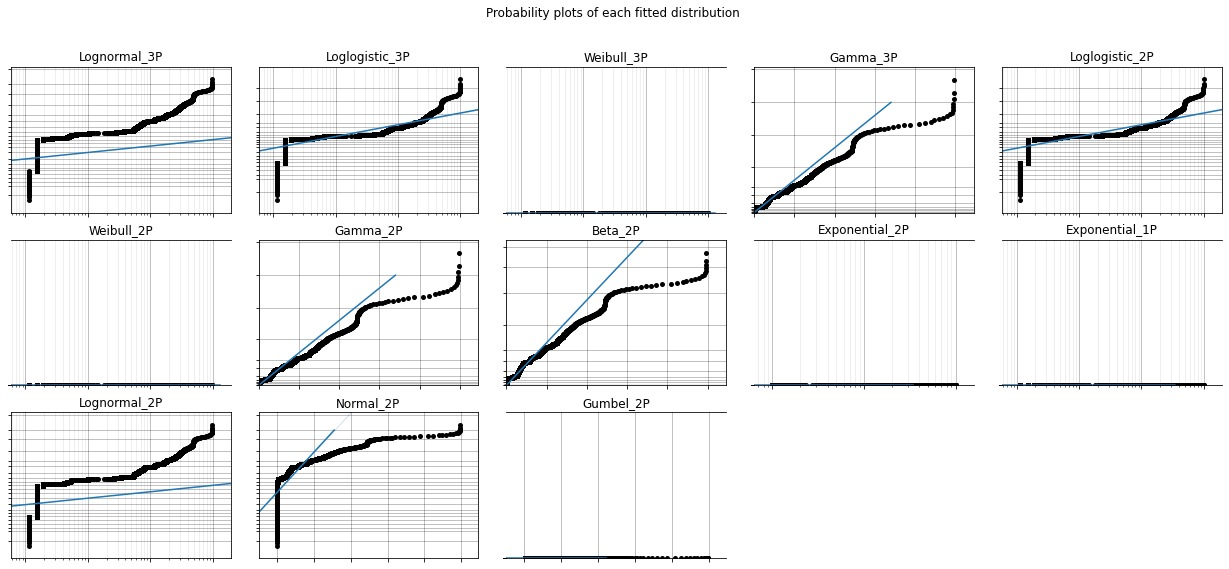 Probability plots of each fitted distribution
Lognormal_3P
Loglogistic_3P
Weibull_3P
Gamma_3P
Loglogistic_2P
Weibull_2P
Gamma_2P
Beta_2P
Exponential_2P
Exponential_1P
Lognormal_2P
Normal_2P
Gumbel_2P